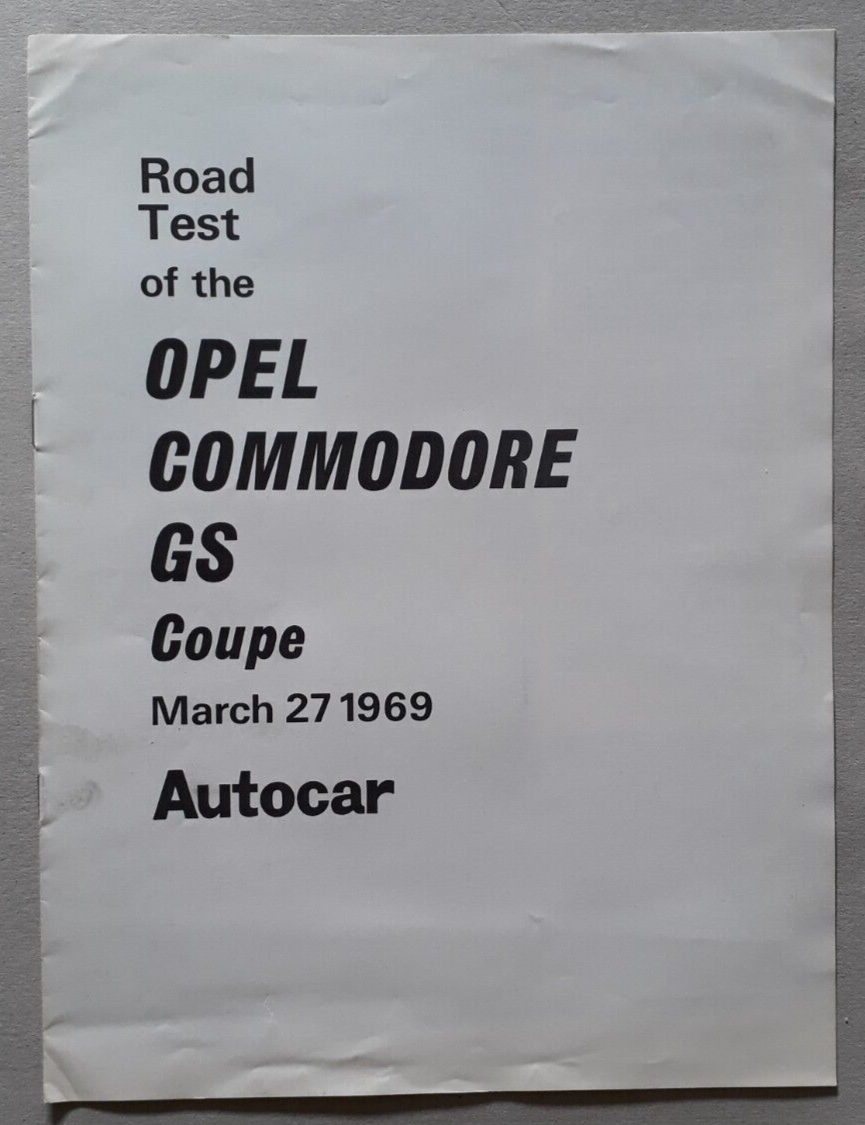 Road
Test
of the
OPEL
COMMODORE
GS
Coupe
March 27 1969
Autocar